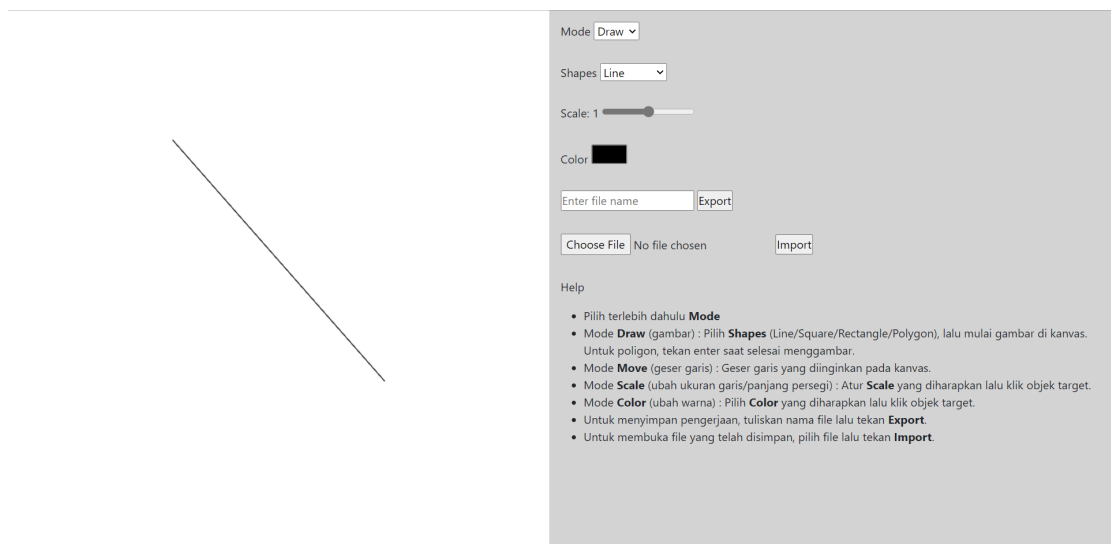 Mode Draw
Shapes Line
Scale: 1
Color
Enter file name Export
Choose File No file chosen Import
Help
• Pilih terlebih dahulu Mode
• Mode Draw (gambar) : Pilih Shapes (Line/Square/Rectangle/Polygon), lalu mulai gambar di kanvas.
Untuk poligon, tekan enter saat selesai menggambar.
• Mode Move (geser garis) : Geser garis yang diinginkan pada kanvas.
• Mode Scale (ubah ukuran garis/panjang persegi) : Atur Scale yang diharapkan lalu klik objek target.
• Mode Color (ubah warna) : Pilih Color yang diharapkan lalu klik objek target.
• Untuk menyimpan pengerjaan, tuliskan nama file lalu tekan Export.
• Untuk membuka file yang telah disimpan, pilih file lalu tekan Import.